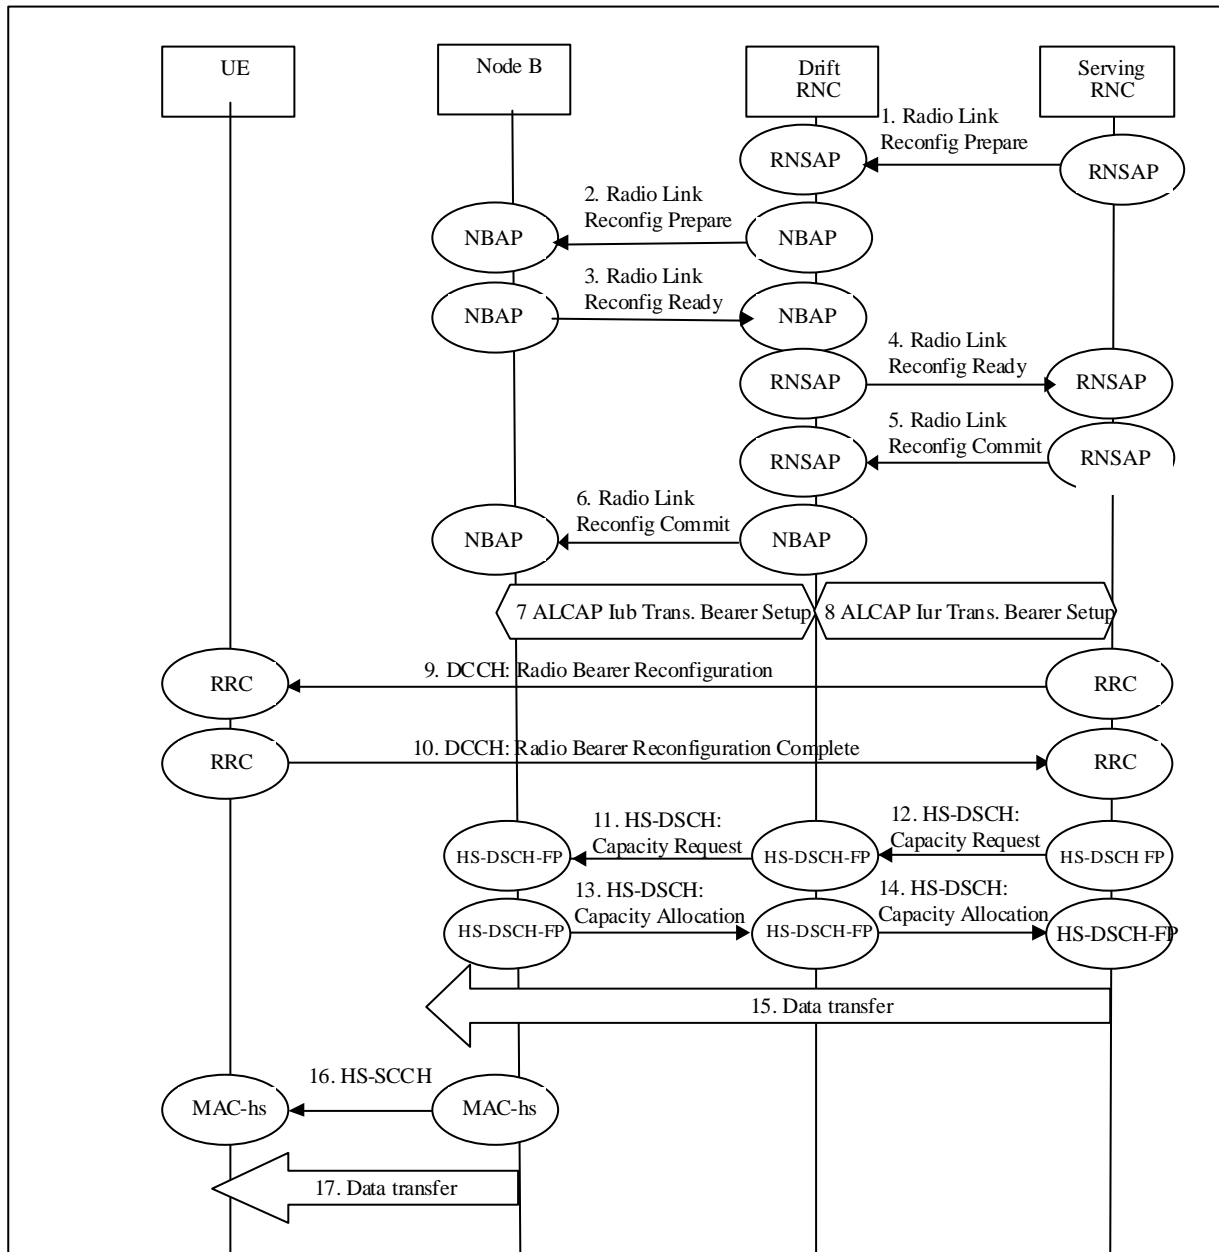 UE
Node B
Drift
RNC
Serving
RNC
1. Radio Link
Reconfig Prepare
RNSAP
RNSAP
2. Radio Link
Reconfig Prepare
NBAP
NBAP
3. Radio Link
Reconfig Ready
NBAP
NBAP
4. Radio Link
Reconfig Ready
RNSAP
RNSAP
5. Radio Link
Reconfig Commit
RNSAP
RNSAP
6. Radio Link
Reconfig Commit
NBAP
NBAP
7 ALCAP Iub Trans. Bearer Setup
8 ALCAP Iur Trans. Bearer Setup
9. DCCH: Radio Bearer Reconfiguration
RRC
RRC
10. DCCH: Radio Bearer Reconfiguration Complete
RRC
RRC
11. HS-DSCH:
Capacity Request
12. HS-DSCH:
Capacity Request
HS-DSCH-FP
HS-DSCH-FP
HS-DSCH FP
13. HS-DSCH:
Capacity Allocation
14. HS-DSCH:
Capacity Allocation
HS-DSCH-FP
HS-DSCH-FP
HS-DSCH-FP
15. Data transfer
16. HS-SCCH
MAC-hs
MAC-hs
17. Data transfer